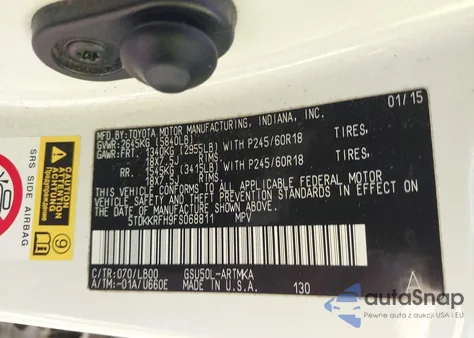 01/15
MFD.BY:TOYOTA MOTOR MANUFACTURING, INDIANA, INC.
GVWR:2645KG (5840LB)
GAWR:FRT. 1340KG (2955LB) WITH P245/60R18 TIRES,
18X7.5J RIMS.
RR. 1545KG (3415LB) WITH P245/60R18 TIRES,
18X7.5J RIMS.
THIS VEHICLE CONFORMS TO ALL APPLICABLE FEDERAL MOTOR
VEHICLE SAFETY, AND THEFT PREVENTION STANDARDS IN EFFECT
ON THE DATE OF MANUFACTURE SHOWN ABOVE.
5TDKKRFH9FS068811 MPV
C/TR:070/LB00 GSU50L-ARTMKA
A/TM:-01A/U660E MADE IN U.S.A. 130 A
SRS SIDE AIRBAG
9
autoSnap
Pewne auta z aukcji USA i EU